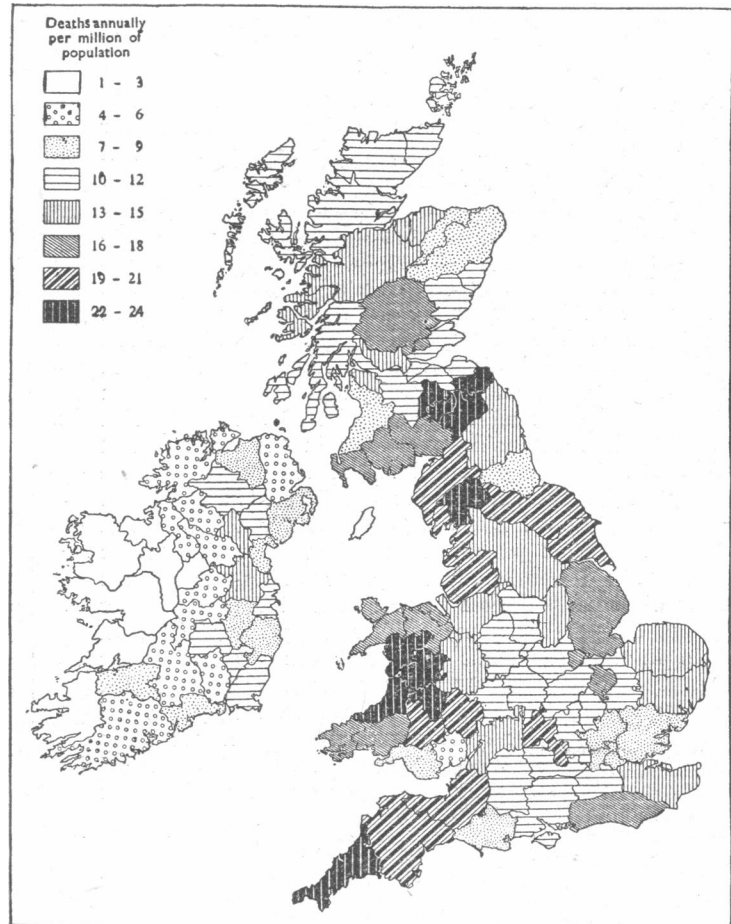 Deaths annually
per million of
population
1 - 3
4 - 6
7 - 9
10 - 12
13 - 15
16 - 18
19 - 21
22 - 24